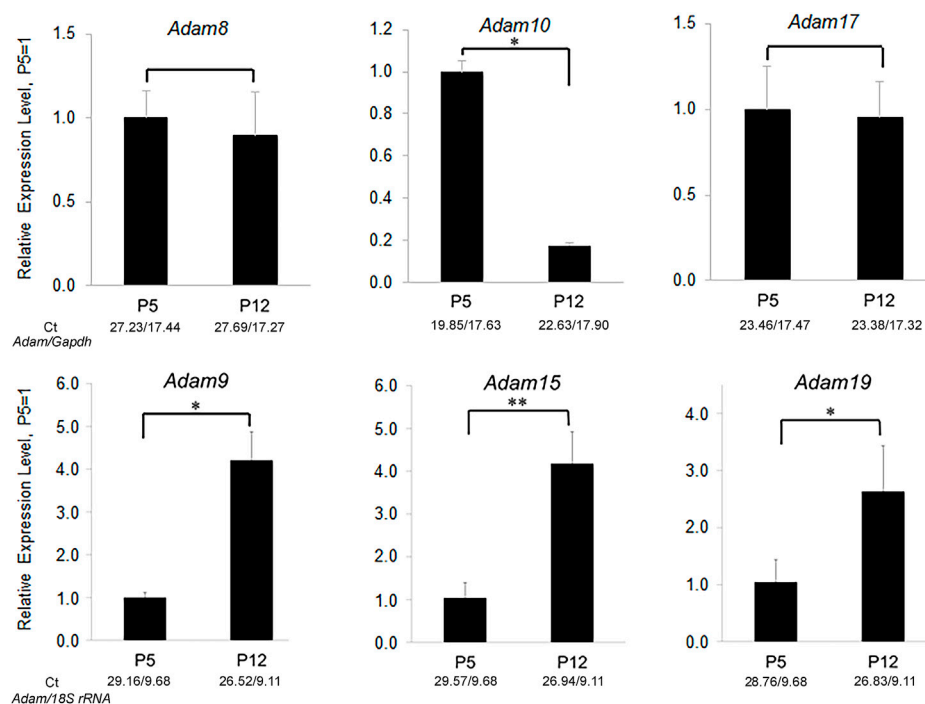 Adam8
Adam10
Adam17
Relative Expression Level, P5=1
1.5
1.0
0.5
0.0
*
1.2
1.0
0.8
0.6
0.4
0.2
0.0
1.5
1.0
0.5
0.0
P5 P12
P5 P12
P5 P12
Ct
Adam/Gapdh
27.23/17.44 27.69/17.27
19.85/17.63 22.63/17.90
23.46/17.47 23.38/17.32
Adam9
Adam15
Adam19
Relative Expression Level, P5=1
6.0
5.0
4.0
3.0
2.0
1.0
0.0
*
6.0
5.0
4.0
3.0
2.0
1.0
0.0
**
4.0
3.0
2.0
1.0
0.0
*
P5 P12
P5 P12
P5 P12
Ct
Adam/18S rRNA
29.16/9.68 26.52/9.11
29.57/9.68 26.94/9.11
28.76/9.68 26.83/9.11